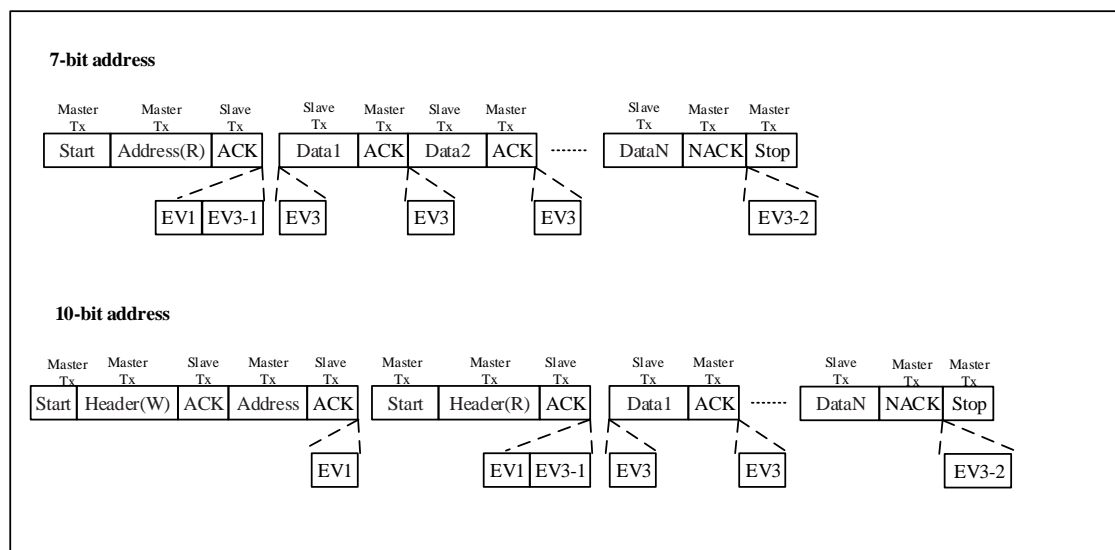 7-bit address
Master Tx Master Tx Slave Tx Slave Tx Master Tx Slave Tx Master Tx Slave Tx Master Tx Master Tx
Start Address(R) ACK Data1 ACK Data2 ACK ........ DataN NACK Stop
EV1 EV3-1 EV3 EV3 EV3 EV3-2
10-bit address
Master Tx Master Tx Slave Tx Master Tx Slave Tx Master Tx Master Tx Slave Tx Slave Tx Master Tx Slave Tx Master Tx Master Tx
Start Header(W) ACK Address ACK Start Header(R) ACK Data1 ACK ........ DataN NACK Stop
EV1 EV1 EV3-1 EV3 EV3 EV3-2